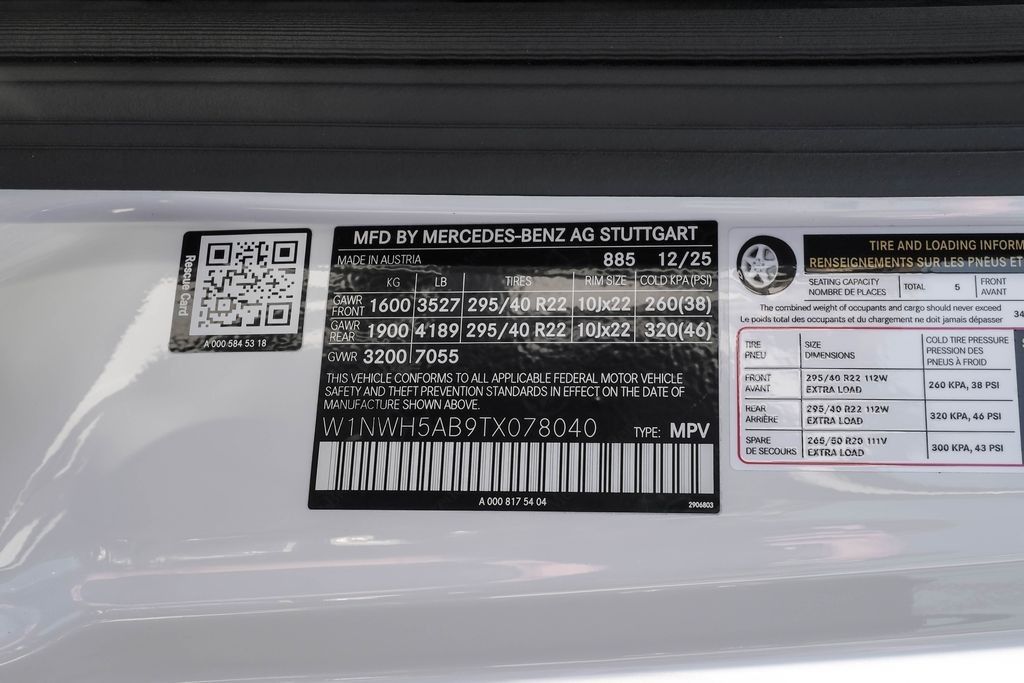 Rescue Card
A 000 584 53 18
MFD BY MERCEDES-BENZ AG STUTTGART
MADE IN AUSTRIA 885 12/25
KG LB TIRES RIM SIZE COLD KPA(PSI)
GAWR FRONT 1600 3527 295/40 R22 10Jx22 260(38)
GAWR REAR 1900 4189 295/40 R22 10Jx22 320(46)
GVWR 3200 7055
THIS VEHICLE CONFORMS TO ALL APPLICABLE FEDERAL MOTOR VEHICLE
SAFETY AND THEFT PREVENTION STANDARDS IN EFFECT ON THE DATE OF
MANUFACTURE SHOWN ABOVE.
W1NWH5AB9TX078040 TYPE: MPV
A 000 817 54 04
2906803
TIRE AND LOADING INFORM
RENSEIGNEMENTS SUR LES PNEUS ET
SEATING CAPACITY
NOMBRE DE PLACES
TOTAL 5
FRONT
AVANT
The combined weight of occupants and cargo should never exceed
Le poids total des occupants et du chargement ne doit jamais dépasser
34
TIRE
PNEU
SIZE
DIMENSIONS
COLD TIRE PRESSURE
PRESSION DES
PNEUS À FROID
FRONT
AVANT
295/40 R22 112W
EXTRA LOAD
260 KPA, 38 PSI
REAR
ARRIÈRE
295/40 R22 112W
EXTRA LOAD
320 KPA, 46 PSI
SPARE
DE SECOURS
265/50 R20 111V
EXTRA LOAD
300 KPA, 43 PSI